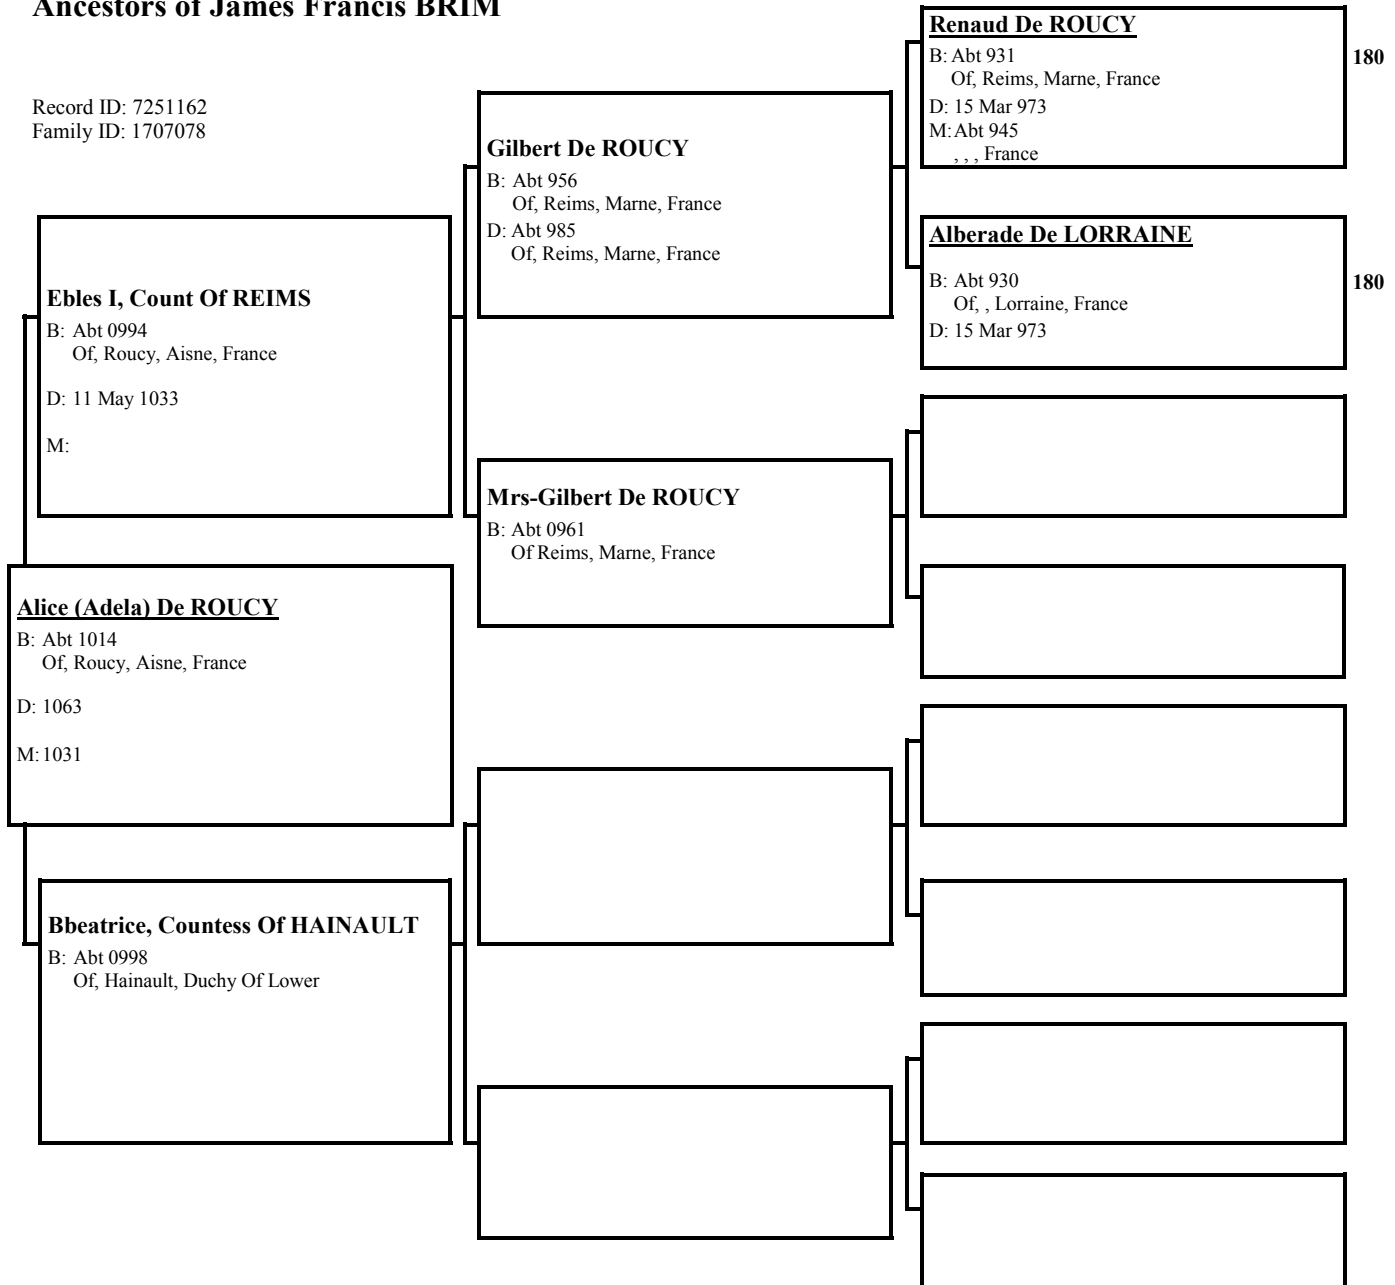 Ancestors of James Francis BRIM
Record ID: 7251162
Family ID: 1707078
Ebles I, Count Of REIMS
B: Abt 0994
Of, Roucy, Aisne, France
D: 11 May 1033
M:
Alice (Adela) De ROUCY
B: Abt 1014
Of, Roucy, Aisne, France
D: 1063
M: 1031
Bbeatrice, Countess Of HAINAULT
B: Abt 0998
Of, Hainault, Duchy Of Lower
Gilbert De ROUCY
B: Abt 956
Of, Reims, Marne, France
D: Abt 985
Of, Reims, Marne, France
Mrs-Gilbert De ROUCY
B: Abt 0961
Of Reims, Marne, France
Renaud De ROUCY
B: Abt 931
Of, Reims, Marne, France
D: 15 Mar 973
M: Abt 945
, , , France
180
Alberade De LORRAINE
B: Abt 930
Of, , Lorraine, France
D: 15 Mar 973
180